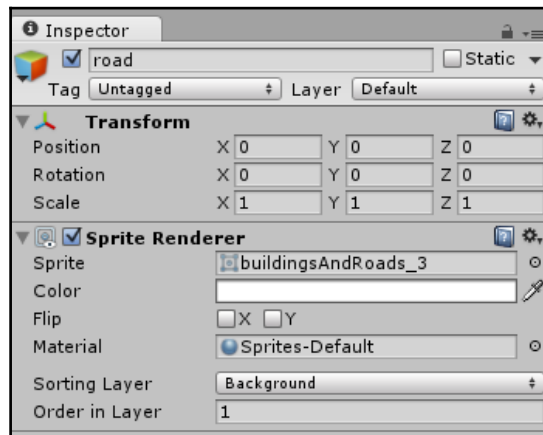 Inspector
road Static
Tag Untagged Layer Default
Transform
Position X 0 Y 0 Z 0
Rotation X 0 Y 0 Z 0
Scale X 1 Y 1 Z 1
Sprite Renderer
Sprite buildingsAndRoads_3
Color
Flip X Y
Material Sprites-Default
Sorting Layer Background
Order in Layer 1